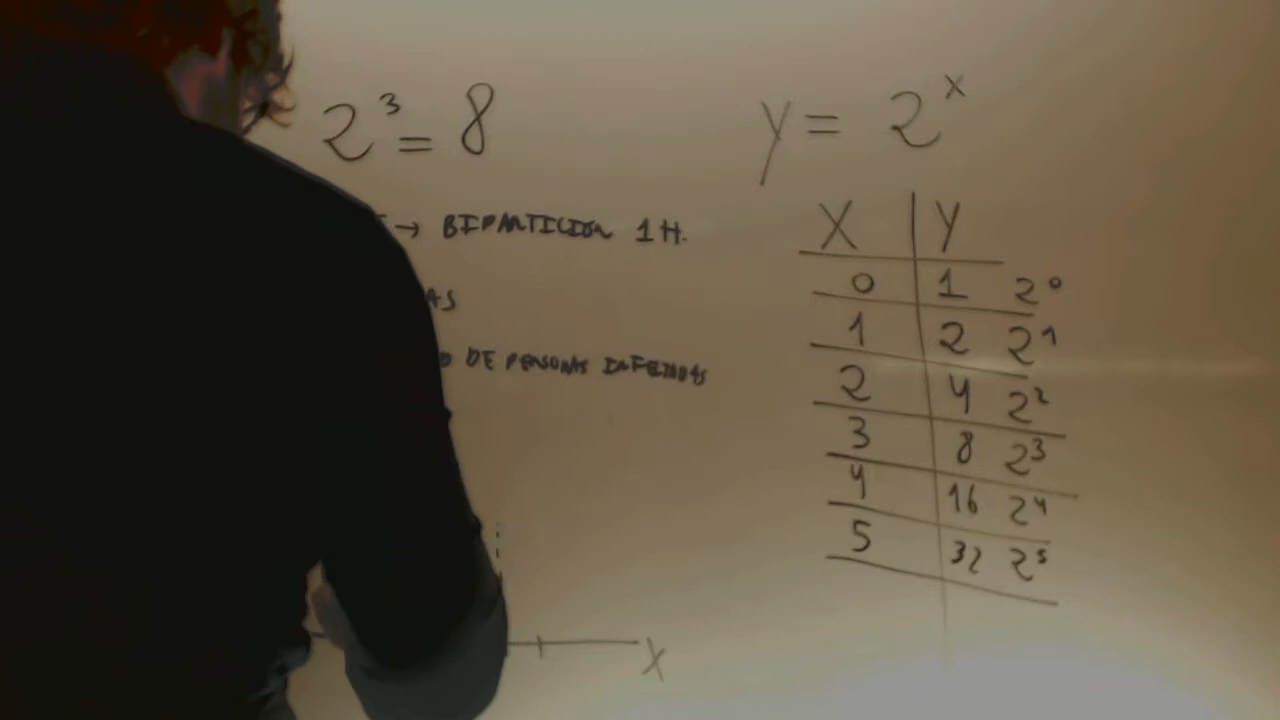 2³ = 8
→ BIPARTICION 1H.
AS
DE PERSONAS INFECTADAS
X
y = 2ˣ
X Y
0 1 2⁰
1 2 2¹
2 4 2²
3 8 2³
4 16 2⁴
5 32 2⁵